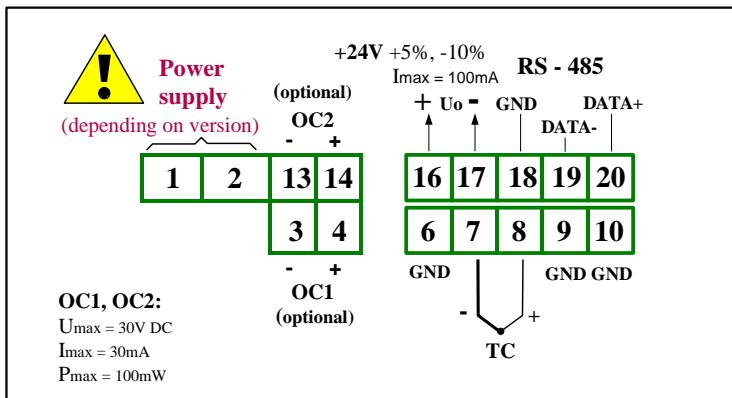 +24V +5%, -10%
Imax = 100mA
RS - 485
Power
supply
(depending on version)
(optional)
OC2
- +
+ Uo - GND DATA+
DATA-
1 2 13 14 16 17 18 19 20
3 4 6 7 8 9 10
- +
OC1
(optional)
GND GND GND
- +
TC
OC1, OC2:
Umax = 30V DC
Imax = 30mA
Pmax = 100mW